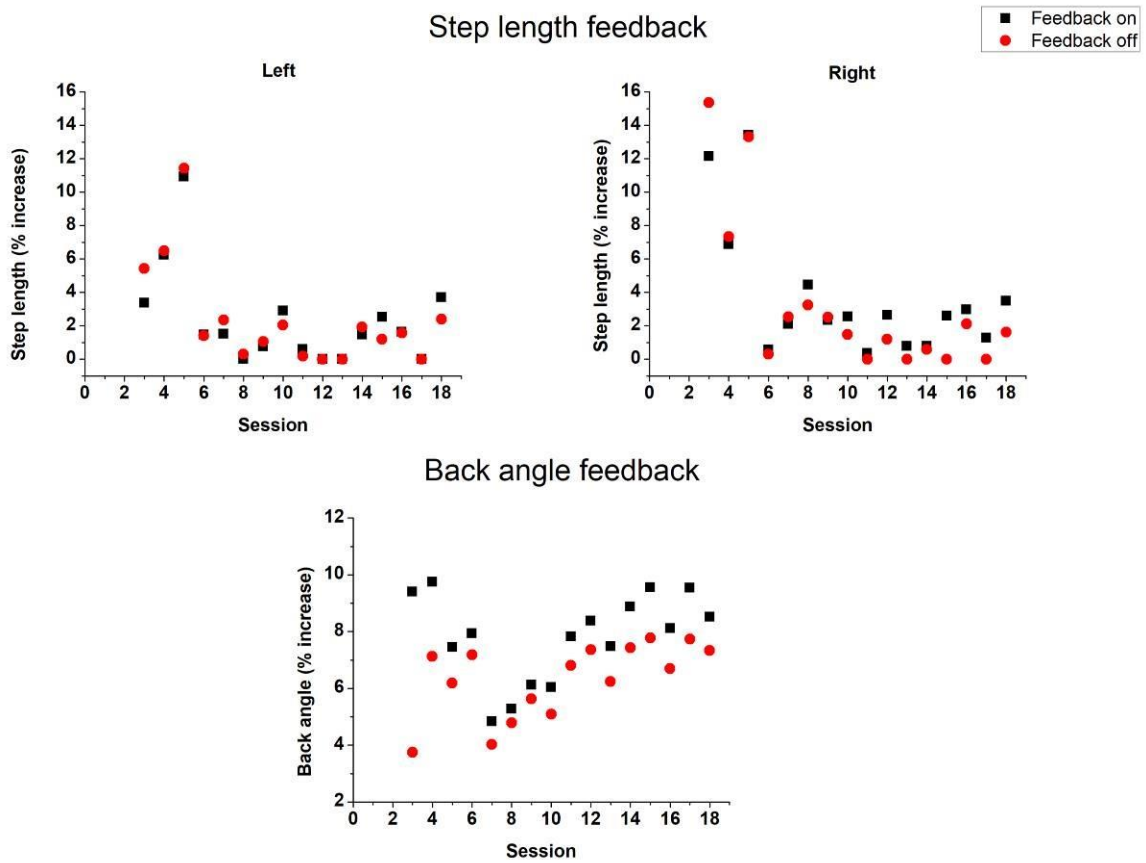 Step length feedback
Feedback on
Feedback off
Left
Step length (% increase)
16
14
12
10
8
6
4
2
0
0 2 4 6 8 10 12 14 16 18
Session
Right
Step length (% increase)
16
14
12
10
8
6
4
2
0
0 2 4 6 8 10 12 14 16 18
Session
Back angle feedback
Back angle (% increase)
12
10
8
6
4
2
0 2 4 6 8 10 12 14 16 18
Session